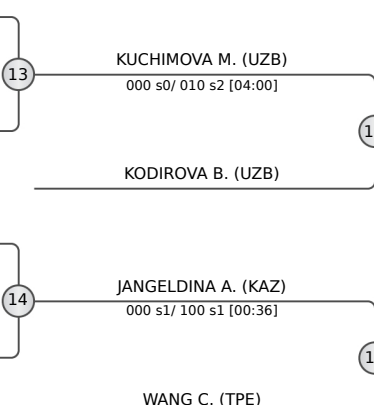 13
KUCHIMOVA M. (UZB)
000 s0/ 010 s2 [04:00]
KODIROVA B. (UZB)
14
JANGELDINA A. (KAZ)
000 s1/ 100 s1 [00:36]
WANG C. (TPE)